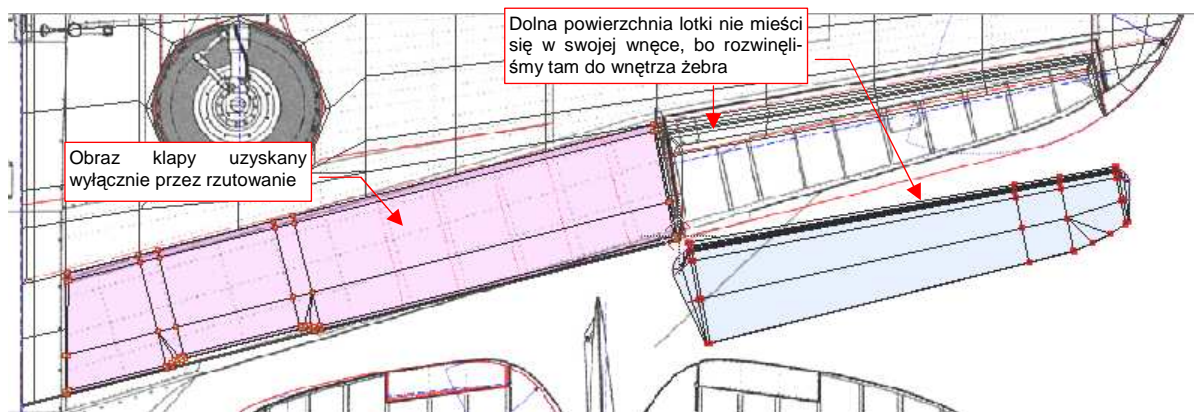 Dolna powierzchnia lotki nie mieści
się w swojej wnęce, bo rozwinęli-
śmy tam do wnętrza żebra
Obraz klapy uzyskany
wyłącznie przez rzutowanie